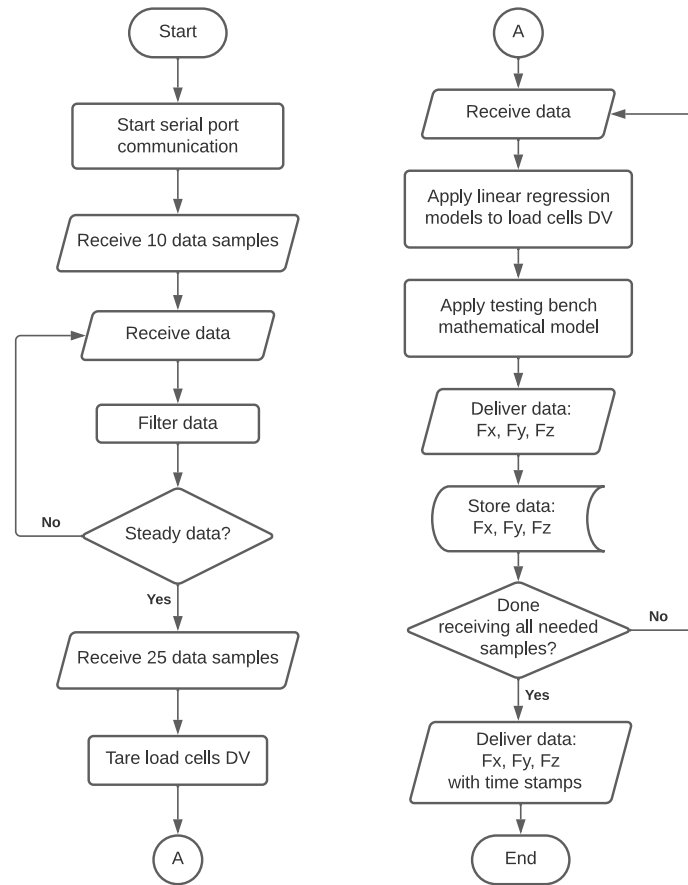 Start
Start serial port
communication
Receive 10 data samples
Receive data
Filter data
Steady data?
No
Yes
Receive 25 data samples
Tare load cells DV
A
A
Receive data
Apply linear regression
models to load cells DV
Apply testing bench
mathematical model
Deliver data:
Fx, Fy, Fz
Store data:
Fx, Fy, Fz
Done
receiving all needed
samples?
No
Yes
Deliver data:
Fx, Fy, Fz
with time stamps
End